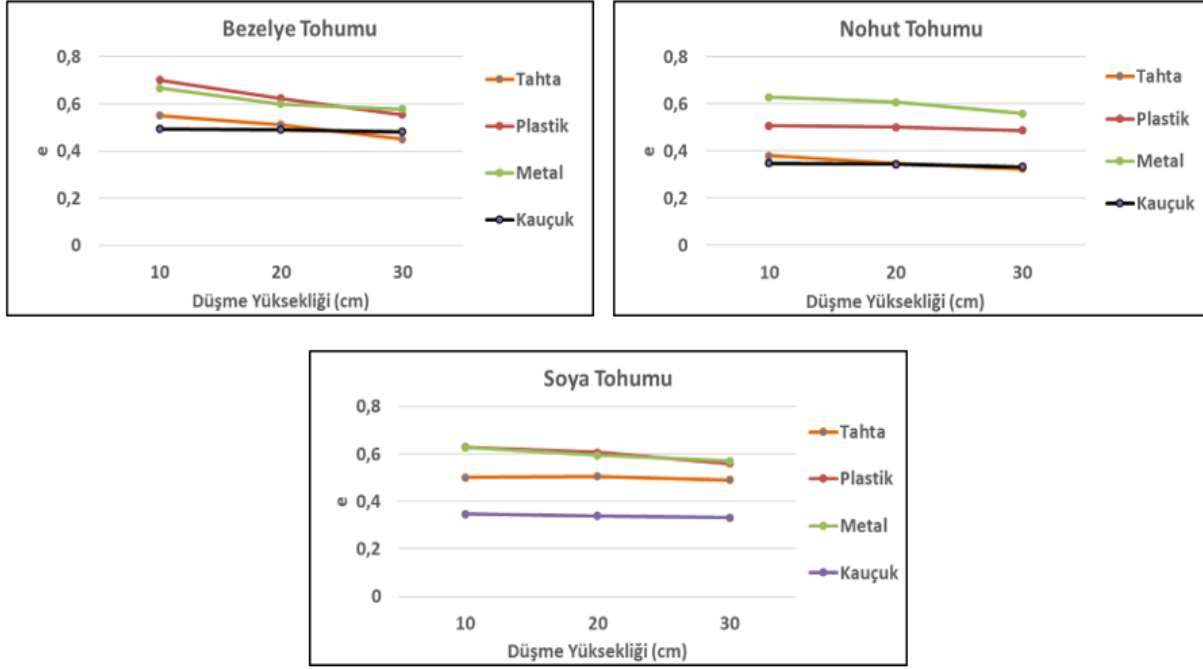 Bezelye Tohumu
0,8
0,6
0,4
0,2
0
e
10 20 30
Düşme Yüksekliği (cm)
Tahta
Plastik
Metal
Kauçuk
Nohut Tohumu
0,8
0,6
0,4
0,2
0
e
10 20 30
Düşme Yüksekliği (cm)
Tahta
Plastik
Metal
Kauçuk
Soya Tohumu
0,8
0,6
0,4
0,2
0
e
10 20 30
Düşme Yüksekliği (cm)
Tahta
Plastik
Metal
Kauçuk